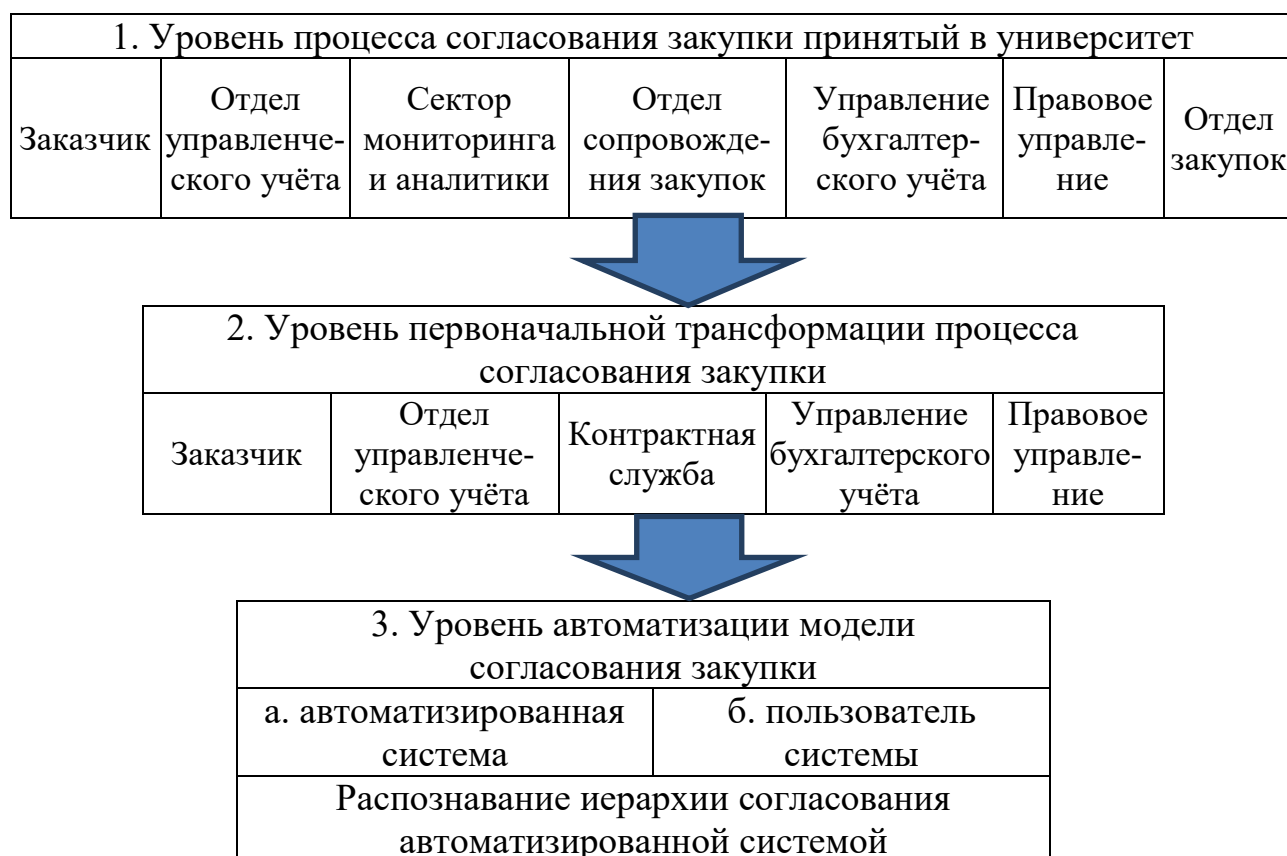 1. Уровень процесса согласования закупки принятый в университет
Заказчик
Отдел
управленче-
ского учёта
Сектор
мониторинга
и аналитики
Отдел
сопровожде-
ния закупок
Управление
бухгалтер-
ского учёта
Правовое
управле-
ние
Отдел
закупок
2. Уровень первоначальной трансформации процесса
согласования закупки
Заказчик
Отдел
управленче-
ского учёта
Контрактная
служба
Управление
бухгалтерского
учёта
Правовое
управле-
ние
3. Уровень автоматизации модели
согласования закупки
а. автоматизированная
система
б. пользователь
системы
Распознавание иерархии согласования
автоматизированной системой